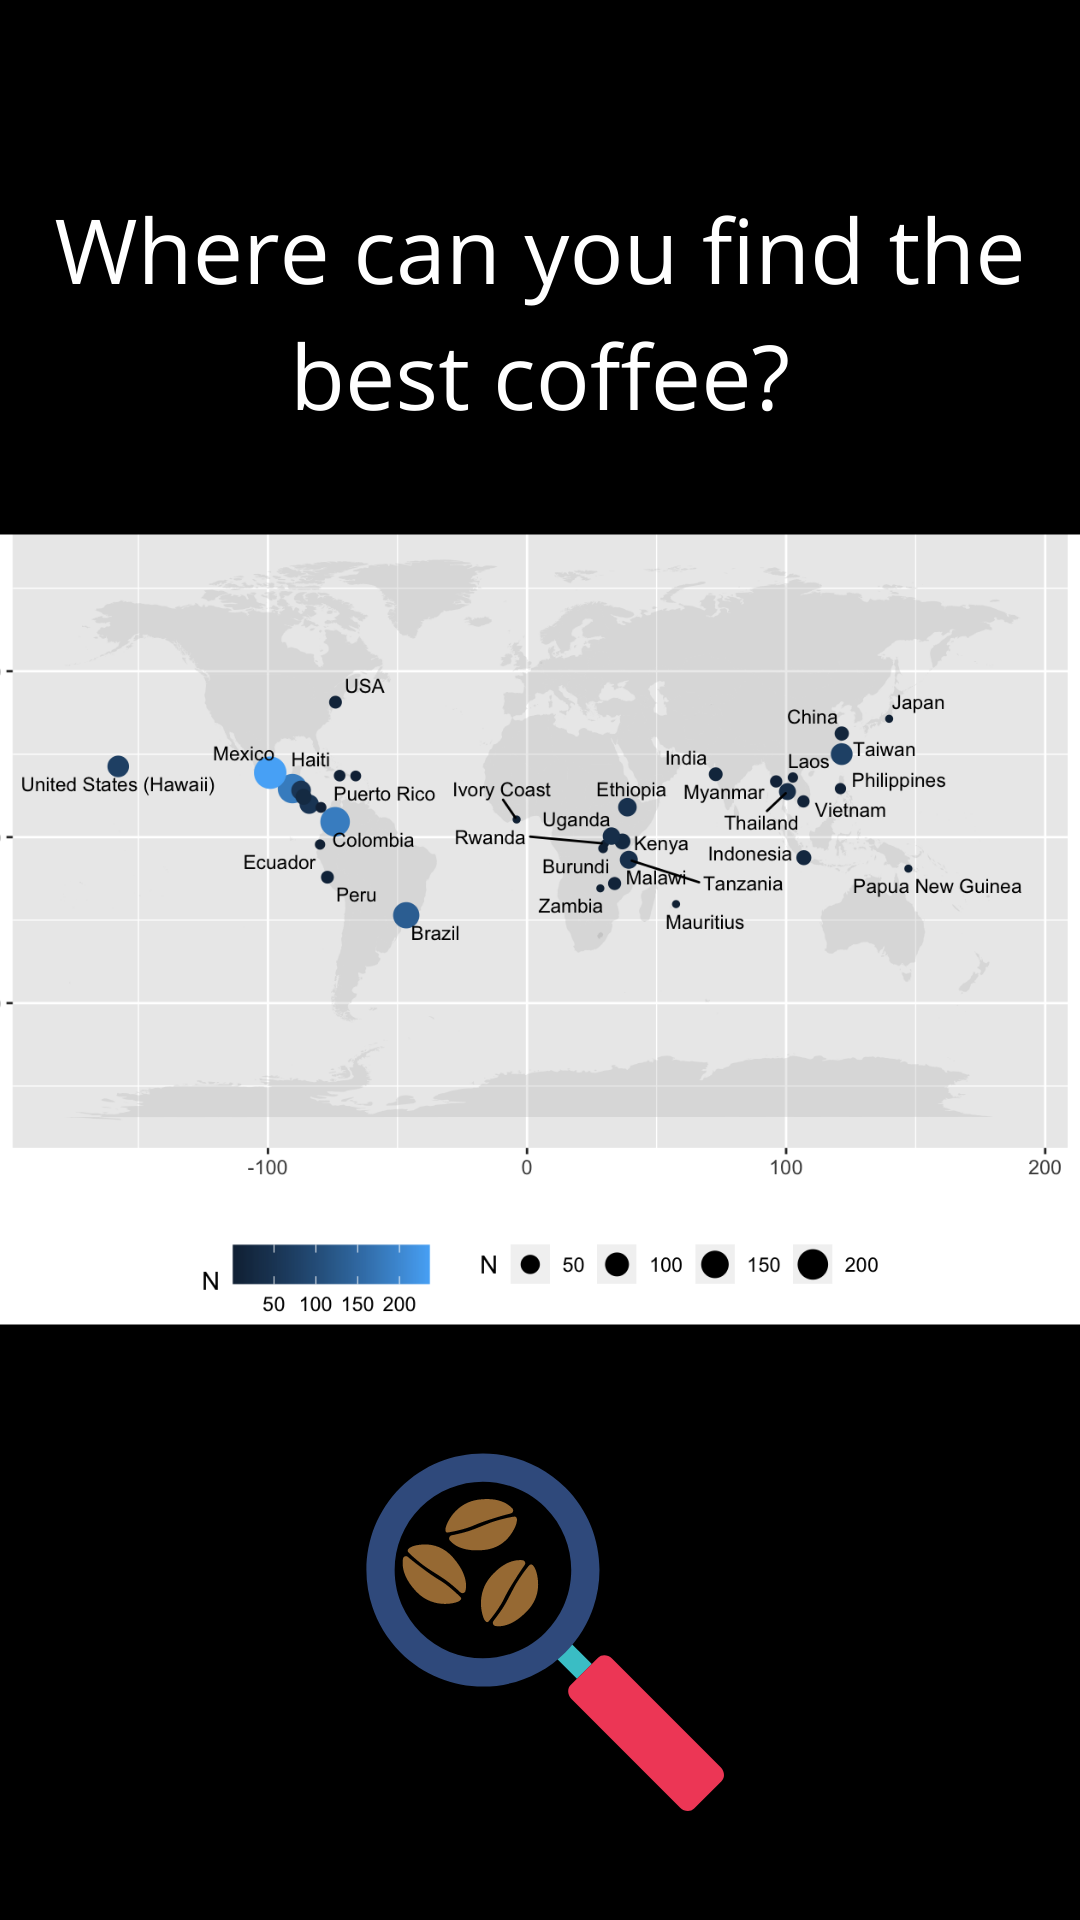 Where can you find the
best coffee?
USA
Japan
China
Mexico
Haiti
Taiwan
India
Laos
United States (Hawaii)
Philippines
Ivory Coast
Ethiopia
Myanmar
Puerto Rico
Vietnam
Uganda
Thailand
Rwanda
Colombia
Kenya
Indonesia
Ecuador
Burundi
Malawi
Tanzania
Papua New Guinea
Peru
Zambia
Mauritius
Brazil
-100 0 100 200
N 50 100 150 200
N 50 100 150 200